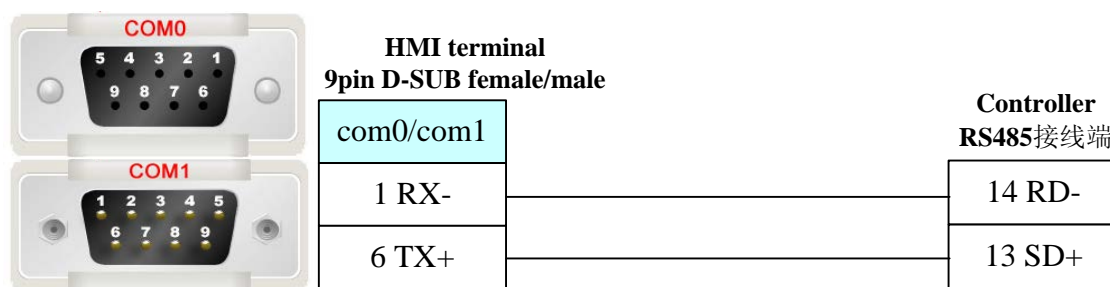 COM0
5 4 3 2 1
9 8 7 6
COM1
1 2 3 4 5
6 7 8 9
HMI terminal
9pin D-SUB female/male
com0/com1
1 RX-
6 TX+
Controller
RS485接线端
14 RD-
13 SD+